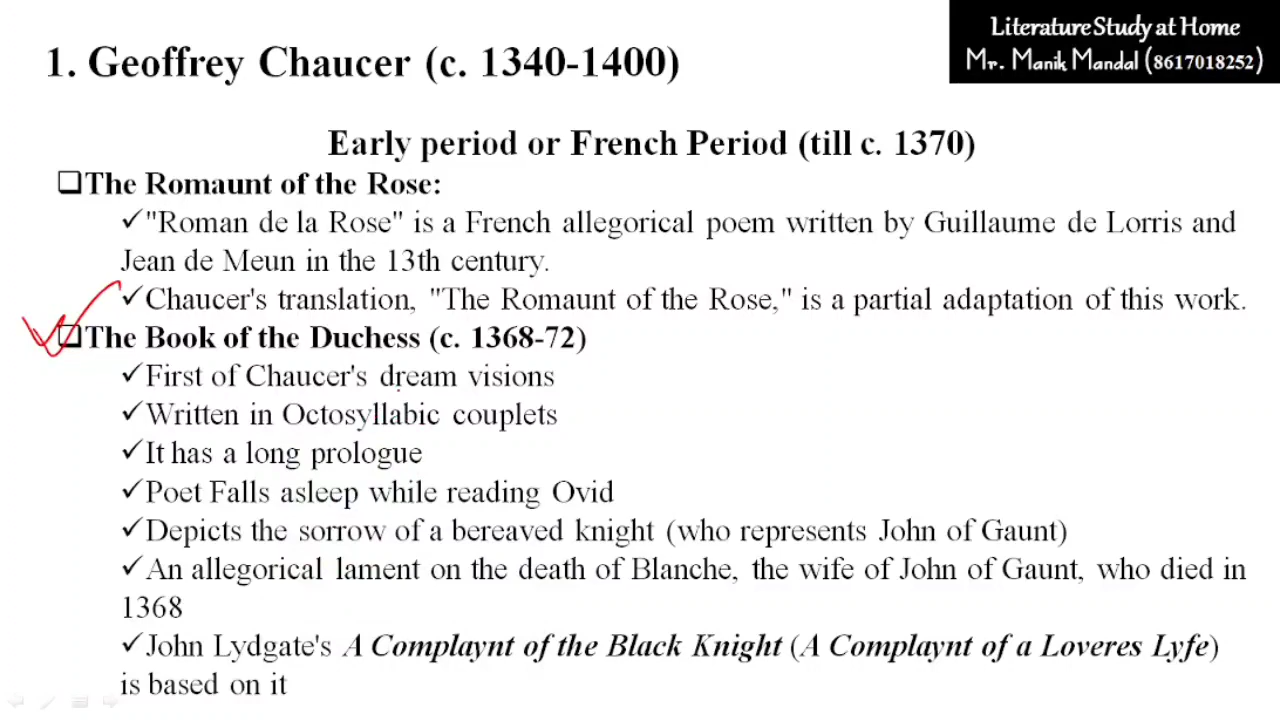 Literature Study at Home
Mr. Manik Mandal (8617018252)
1. Geoffrey Chaucer (c. 1340-1400)
Early period or French Period (till c. 1370)
❑The Romaunt of the Rose:
✓"Roman de la Rose" is a French allegorical poem written by Guillaume de Lorris and
Jean de Meun in the 13th century.
✓Chaucer's translation, "The Romaunt of the Rose," is a partial adaptation of this work.
❑The Book of the Duchess (c. 1368-72)
✓First of Chaucer's dream visions
✓Written in Octosyllabic couplets
✓It has a long prologue
✓Poet Falls asleep while reading Ovid
✓Depicts the sorrow of a bereaved knight (who represents John of Gaunt)
✓An allegorical lament on the death of Blanche, the wife of John of Gaunt, who died in
1368
✓John Lydgate's A Complaynt of the Black Knight (A Complaynt of a Loveres Lyfe)
is based on it